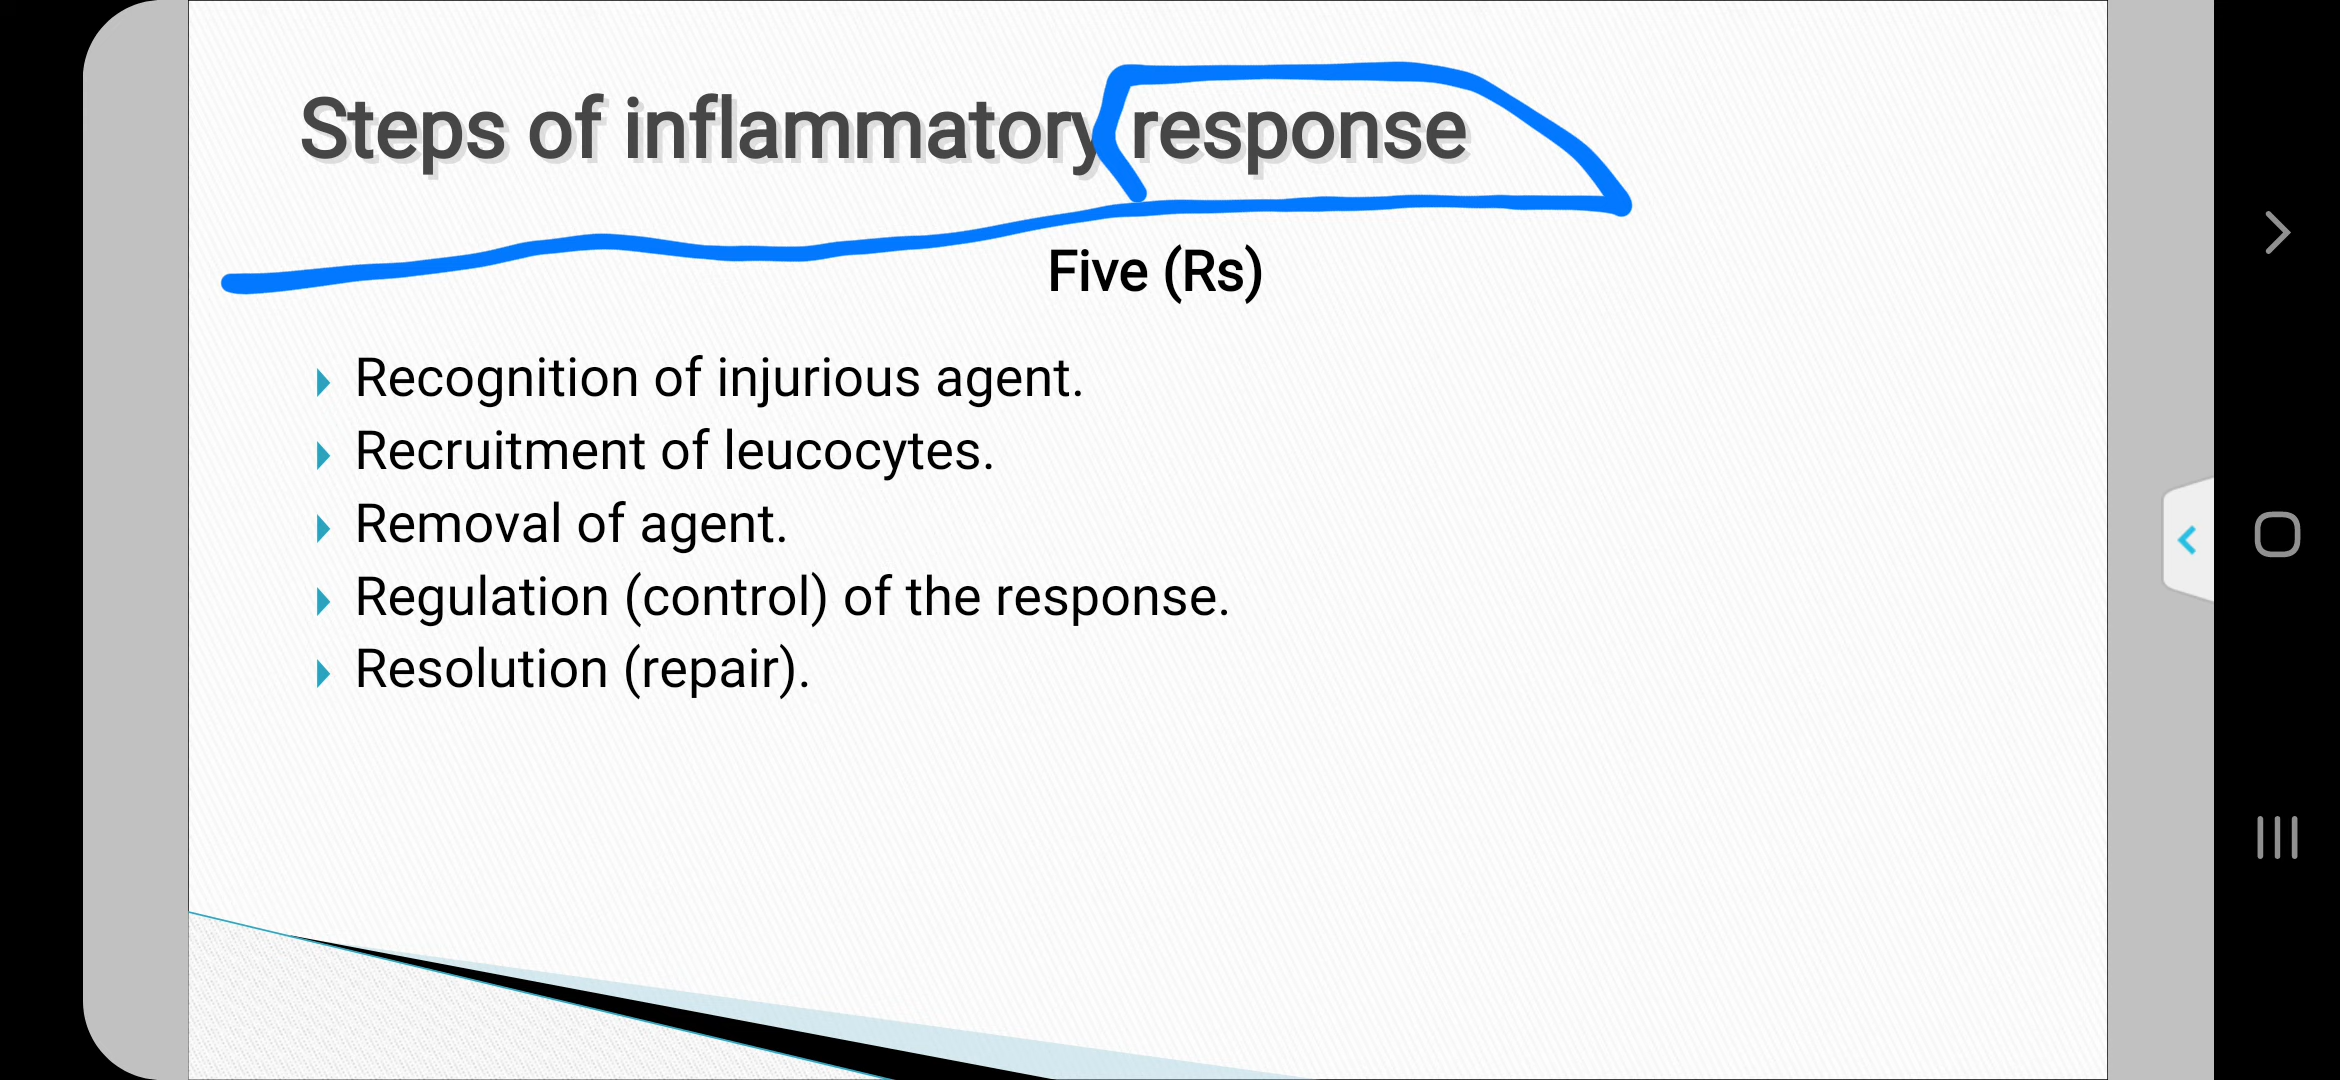 Steps of inflammatory response
Five (Rs)
Recognition of injurious agent.
Recruitment of leucocytes.
Removal of agent.
Regulation (control) of the response.
Resolution (repair).